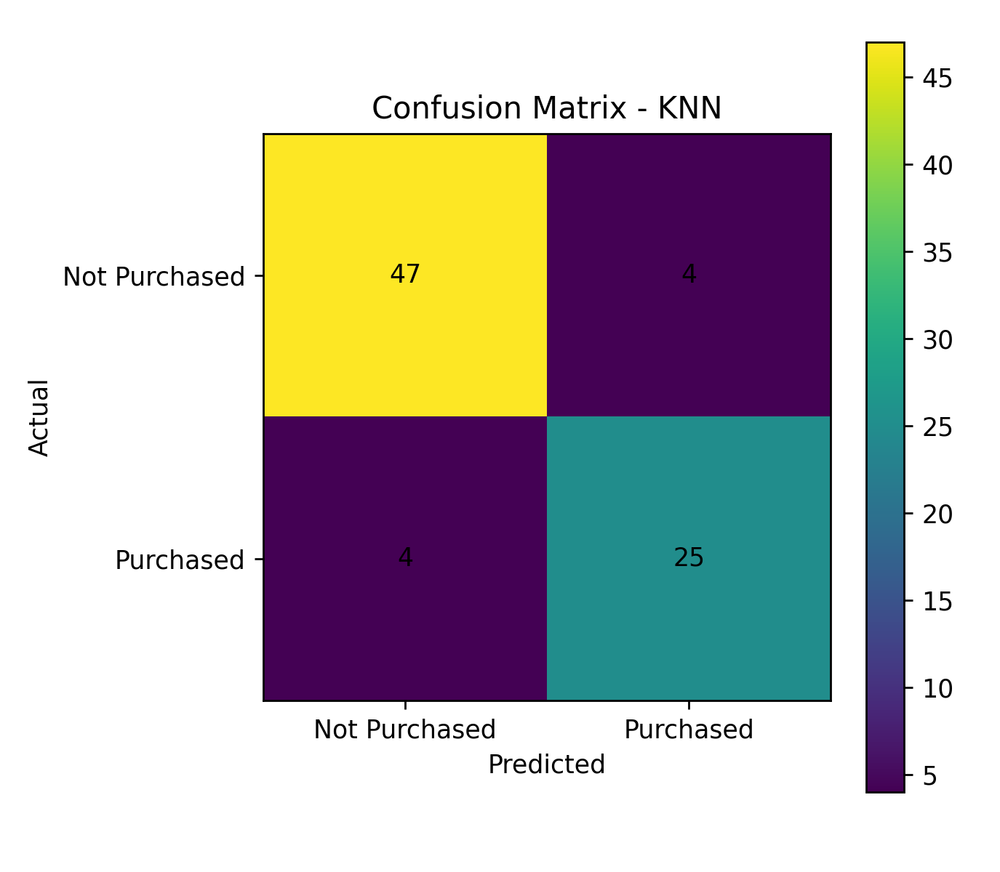 Confusion Matrix - KNN
Actual
Not Purchased
Purchased
47
4
4
25
Not Purchased
Purchased
Predicted
45
40
35
30
25
20
15
10
5